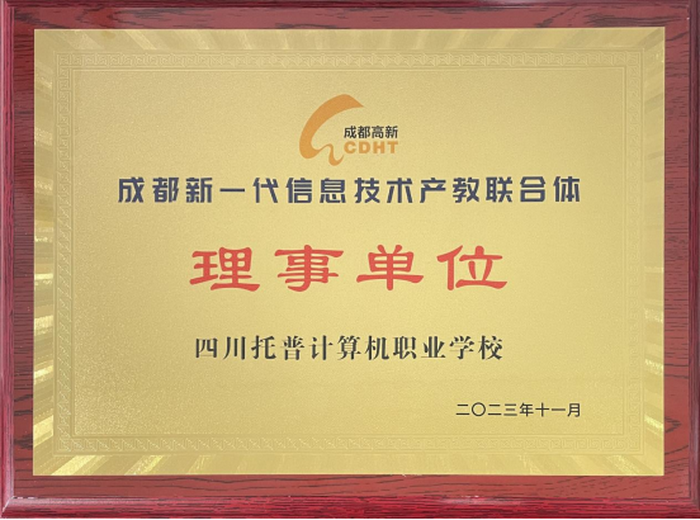 成都高新
CDHT
成都新一代信息技术产教联合体
理事单位
四川托普计算机职业学校
二〇二三年十一月